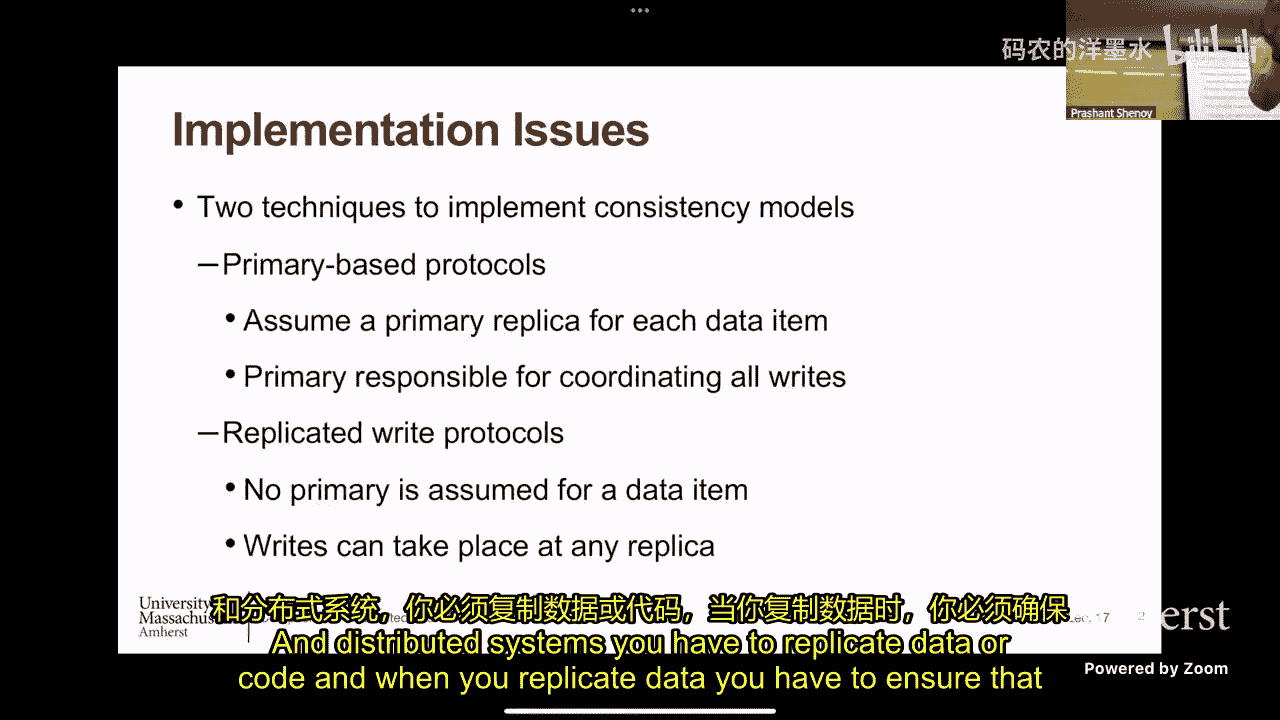 码农的洋墨水 bilibili
Prashant Shenoy
Implementation Issues
• Two techniques to implement consistency models
–Primary-based protocols
• Assume a primary replica for each data item
• Primary responsible for coordinating all writes
–Replicated write protocols
• No primary is assumed for a data item
• Writes can take place at any replica
University
Massachus
Amherst
17
erst
和分布式系统，你必须复制数据或代码，当你复制数据时，你必须确保
And distributed systems you have to replicate data or
code and when you replicate data you have to ensure that
Powered by Zoom